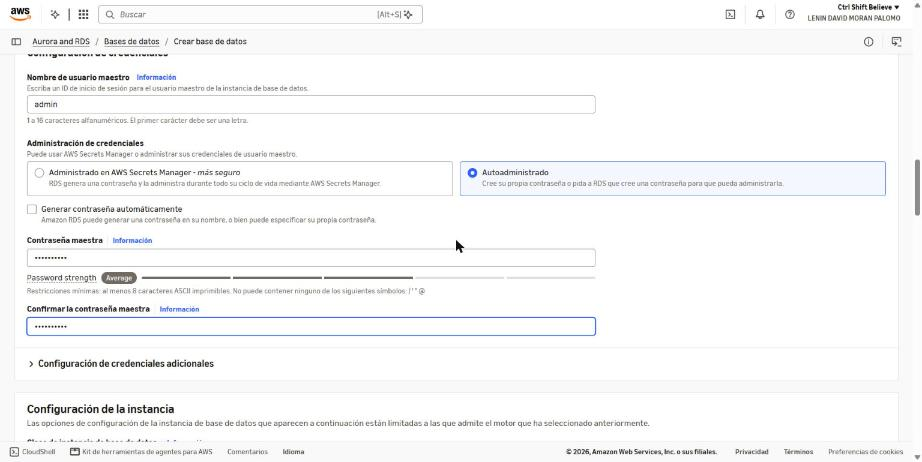 aws
Buscar
[Alt+S]
Ctrl Shift Believe
LENIN DAVID MORAN PALOMO
Aurora and RDS / Bases de datos / Crear base de datos
Configuración de credenciales
Nombre de usuario maestro Información
Escriba un ID de inicio de sesión para el usuario maestro de la instancia de base de datos.
admin
1 a 16 caracteres alfanuméricos. El primer carácter debe ser una letra.
Administración de credenciales
Puede usar AWS Secrets Manager o administrar sus credenciales de usuario maestro.
Administrado en AWS Secrets Manager - más seguro
RDS genera una contraseña y la administra durante todo su ciclo de vida mediante AWS Secrets Manager.
Autoadministrado
Cree su propia contraseña o pida a RDS que cree una contraseña para que pueda administrarla.
Generar contraseña automáticamente
Amazon RDS puede generar una contraseña en su nombre, o bien puede especificar su propia contraseña.
Contraseña maestra Información
••••••••••
Password strength Average
Restricciones mínimas: al menos 8 caracteres ASCII imprimibles. No puede contener ninguno de los siguientes símbolos: / ' " @
Confirmar la contraseña maestra Información
••••••••••
Configuración de credenciales adicionales
Configuración de la instancia
Las opciones de configuración de la instancia de base de datos que aparecen a continuación están limitadas a las que admite el motor que ha seleccionado anteriormente.
CloudShell Kit de herramientas de agentes para AWS Comentarios Idioma
© 2026, Amazon Web Services, Inc. o sus filiales. Privacidad Términos Preferencias de cookies